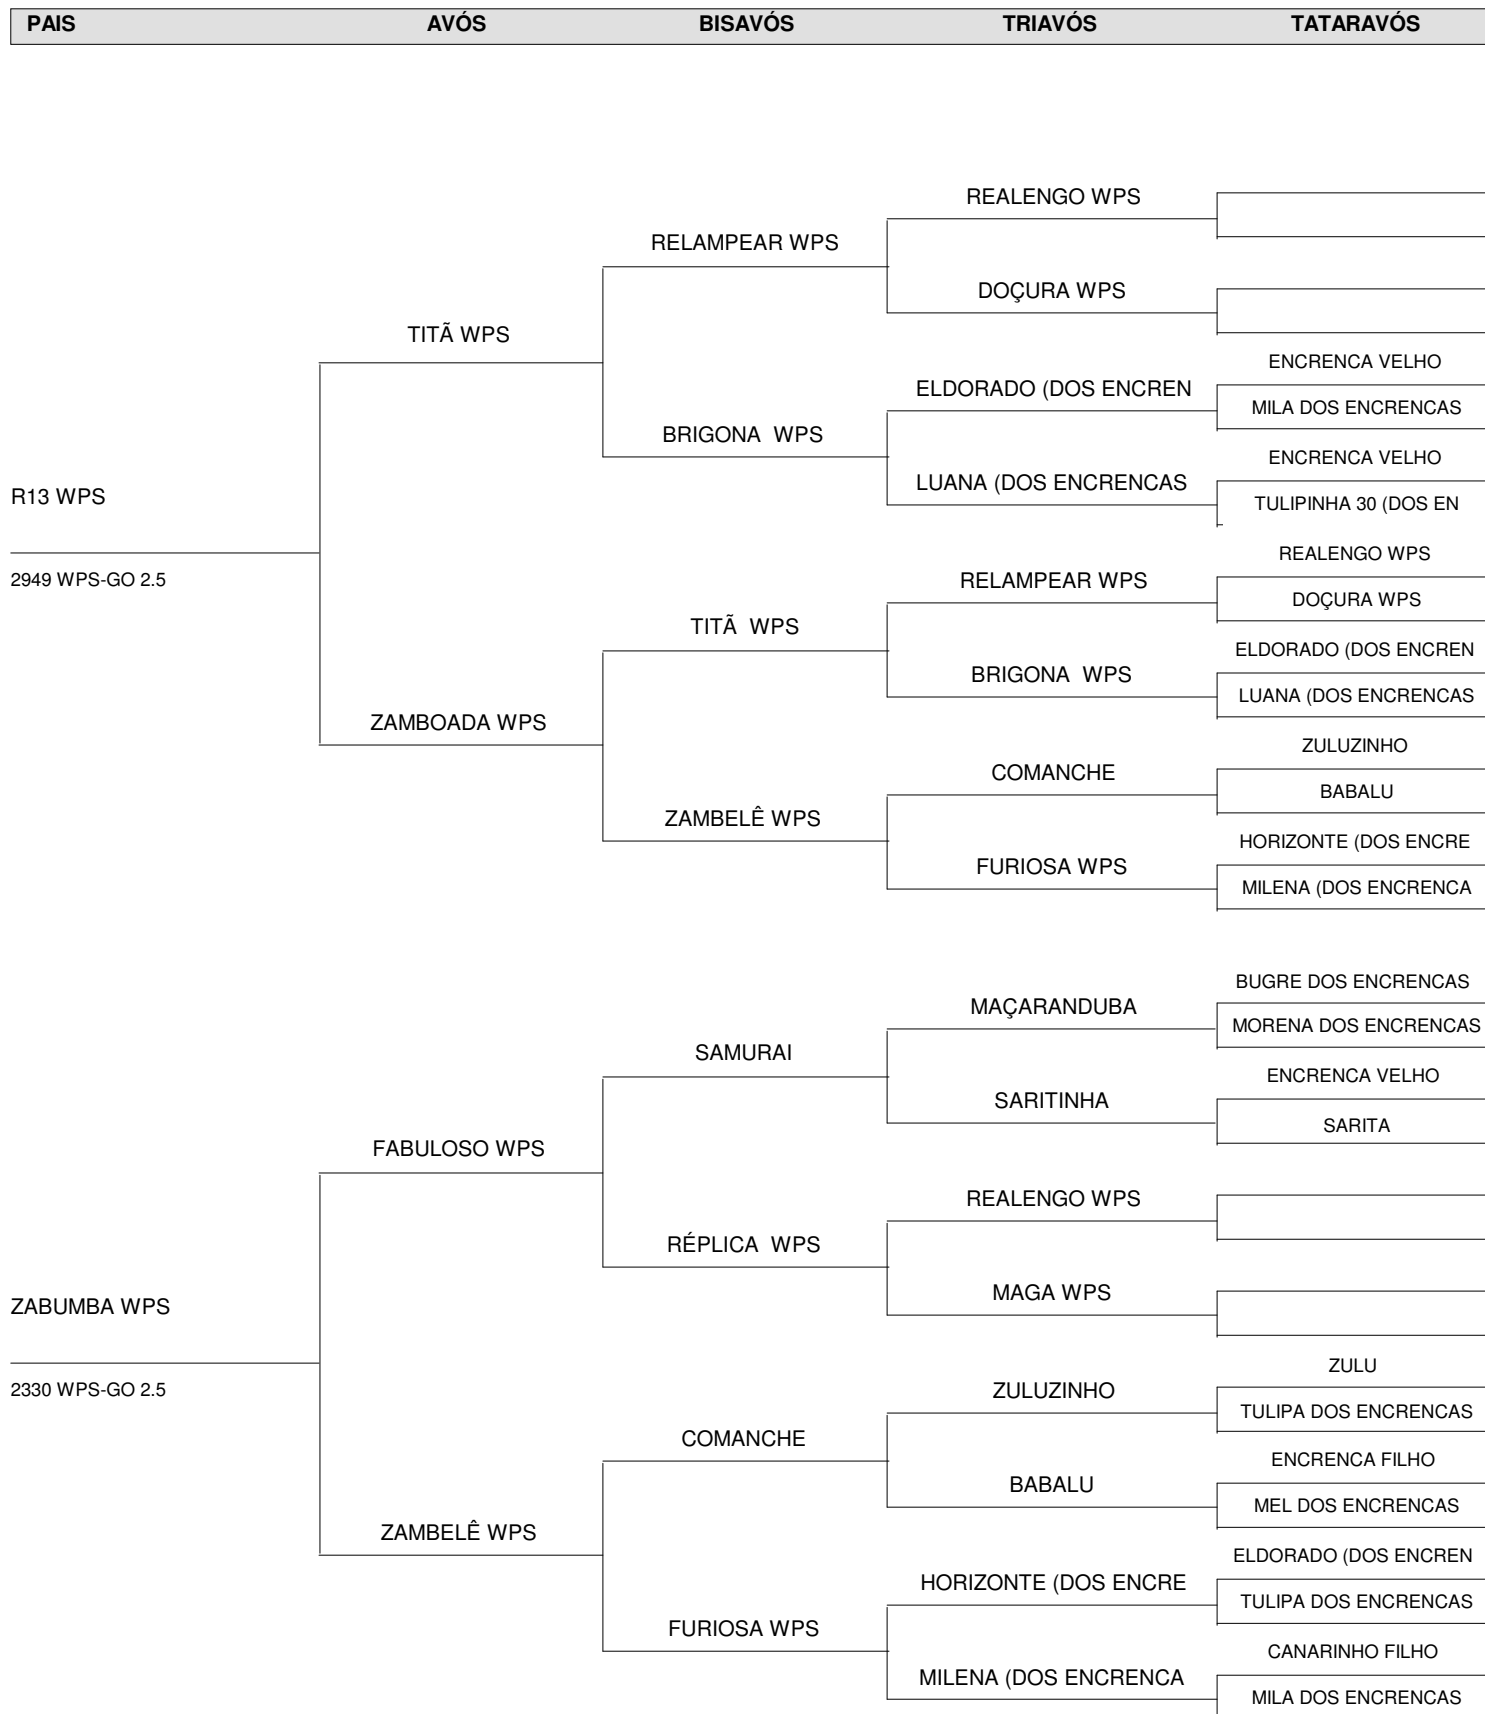 PAIS AVÓS BISAVÓS TRIAVÓS TATARAVÓS
REALENGO WPS
RELAMPEAR WPS
DOÇURA WPS
TITÃ WPS
ENCRENCA VELHO
ELDORADO (DOS ENCREN
MILA DOS ENCRENCAS
BRIGONA  WPS
ENCRENCA VELHO
LUANA (DOS ENCRENCAS
R13 WPS
TULIPINHA 30 (DOS EN
REALENGO WPS
2949 WPS-GO 2.5
RELAMPEAR WPS
DOÇURA WPS
TITÃ  WPS
ELDORADO (DOS ENCREN
BRIGONA  WPS
LUANA (DOS ENCRENCAS
ZAMBOADA WPS
ZULUZINHO
COMANCHE
BABALU
ZAMBELÊ WPS
HORIZONTE (DOS ENCRE
FURIOSA WPS
MILENA (DOS ENCRENCA
BUGRE DOS ENCRENCAS
MAÇARANDUBA
MORENA DOS ENCRENCAS
SAMURAI
ENCRENCA VELHO
SARITINHA
SARITA
FABULOSO WPS
REALENGO WPS
RÉPLICA  WPS
MAGA WPS
ZABUMBA WPS
ZULU
2330 WPS-GO 2.5
ZULUZINHO
TULIPA DOS ENCRENCAS
COMANCHE
ENCRENCA FILHO
BABALU
MEL DOS ENCRENCAS
ZAMBELÊ WPS
ELDORADO (DOS ENCREN
HORIZONTE (DOS ENCRE
TULIPA DOS ENCRENCAS
FURIOSA WPS
CANARINHO FILHO
MILENA (DOS ENCRENCA
MILA DOS ENCRENCAS